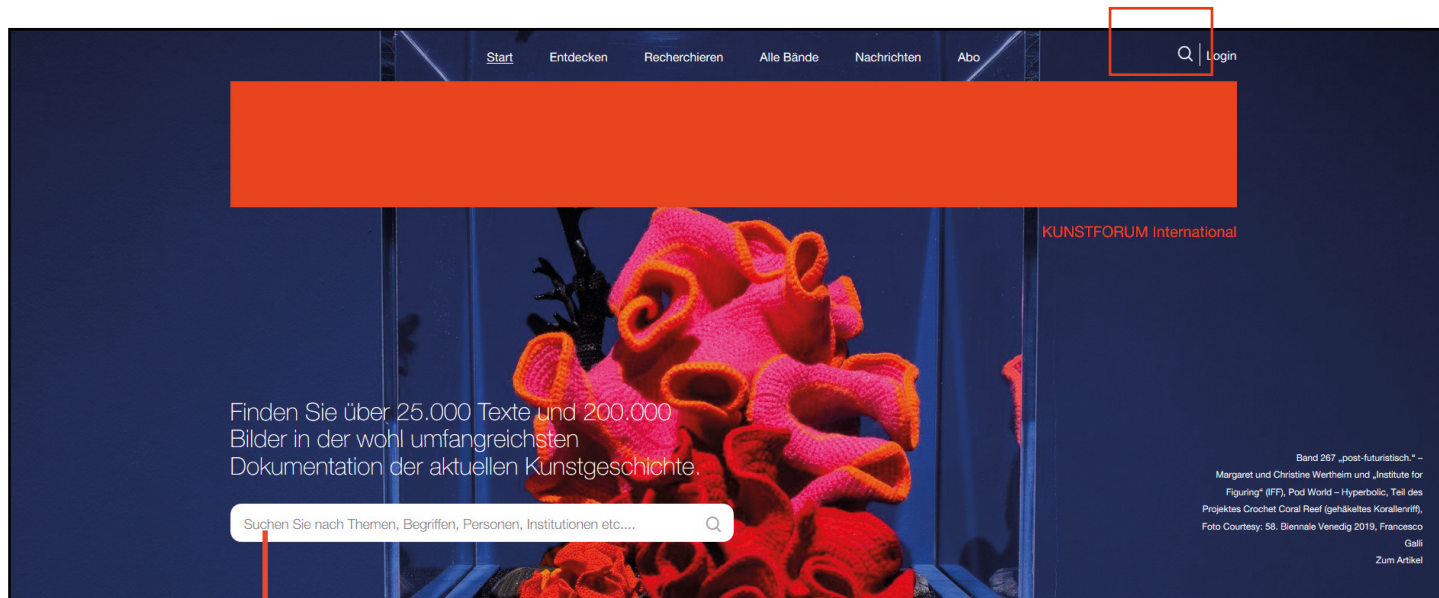 Start Entdecken Recherchieren Alle Bände Nachrichten Abo Login
KUNSTFORUM International
Finden Sie über 25.000 Texte und 200.000
Bilder in der wohl umfangreichsten
Dokumentation der aktuellen Kunstgeschichte.
Suchen Sie nach Themen, Begriffen, Personen, Institutionen etc....
Band 267 „post-futuristisch.“ –
Margaret und Christine Wertheim und „Institute for
Figuring“ (IFF), Pod World – Hyperbolic, Teil des
Projektes Crochet Coral Reef (gehäkeltes Korallenriff),
Foto Courtesy: 58. Biennale Venedig 2019, Francesco
Galli
Zum Artikel